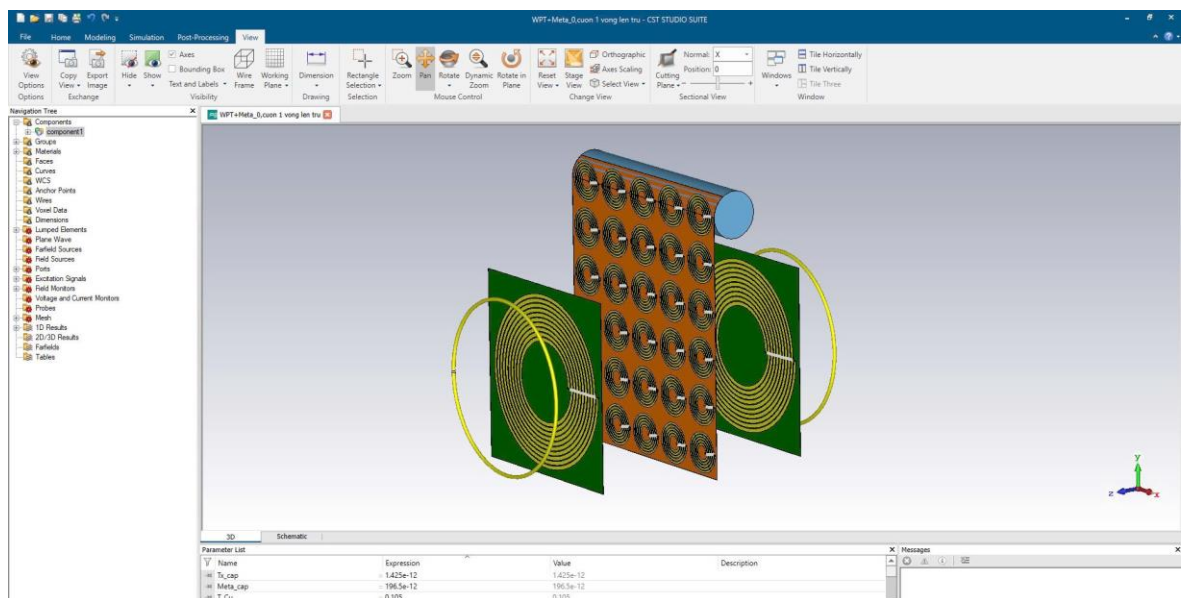 WPT+Meta_0,cuon 1 vong len tru - CST STUDIO SUITE
File Home Modeling Simulation Post-Processing View
View Options
Copy View
Export Image
Hide Show
Axes
Bounding Box
Text and Labels
Wire Frame
Working Plane
Dimension
Rectangle Selection
Zoom Pan Rotate Dynamic Zoom Rotate in Plane
Reset View
Stage View
Orthographic
Axes Scaling
Select View
Cutting Plane
Normal: X
Position: 0
Windows
Tile Horizontally
Tile Vertically
Tile Three
Options Exchange Visibility Drawing Selection Mouse Control Change View Sectional View Window
Navigation Tree
WPT+Meta_0,cuon 1 vong len tru
Components
component1
Groups
Materials
Faces
Curves
WCS
Anchor Points
Wires
Voxel Data
Dimensions
Lumped Elements
Plane Wave
Farfield Sources
Field Sources
Ports
Excitation Signals
Field Monitors
Voltage and Current Monitors
Probes
Mesh
1D Results
2D/3D Results
Farfields
Tables
y
z x
3D Schematic
Parameter List
Messages
Name Expression Value Description
Tx_cap = 1.425e-12 1.425e-12
Meta_cap = 196.5e-12 196.5e-12
T_Cu = 0.105 0.105